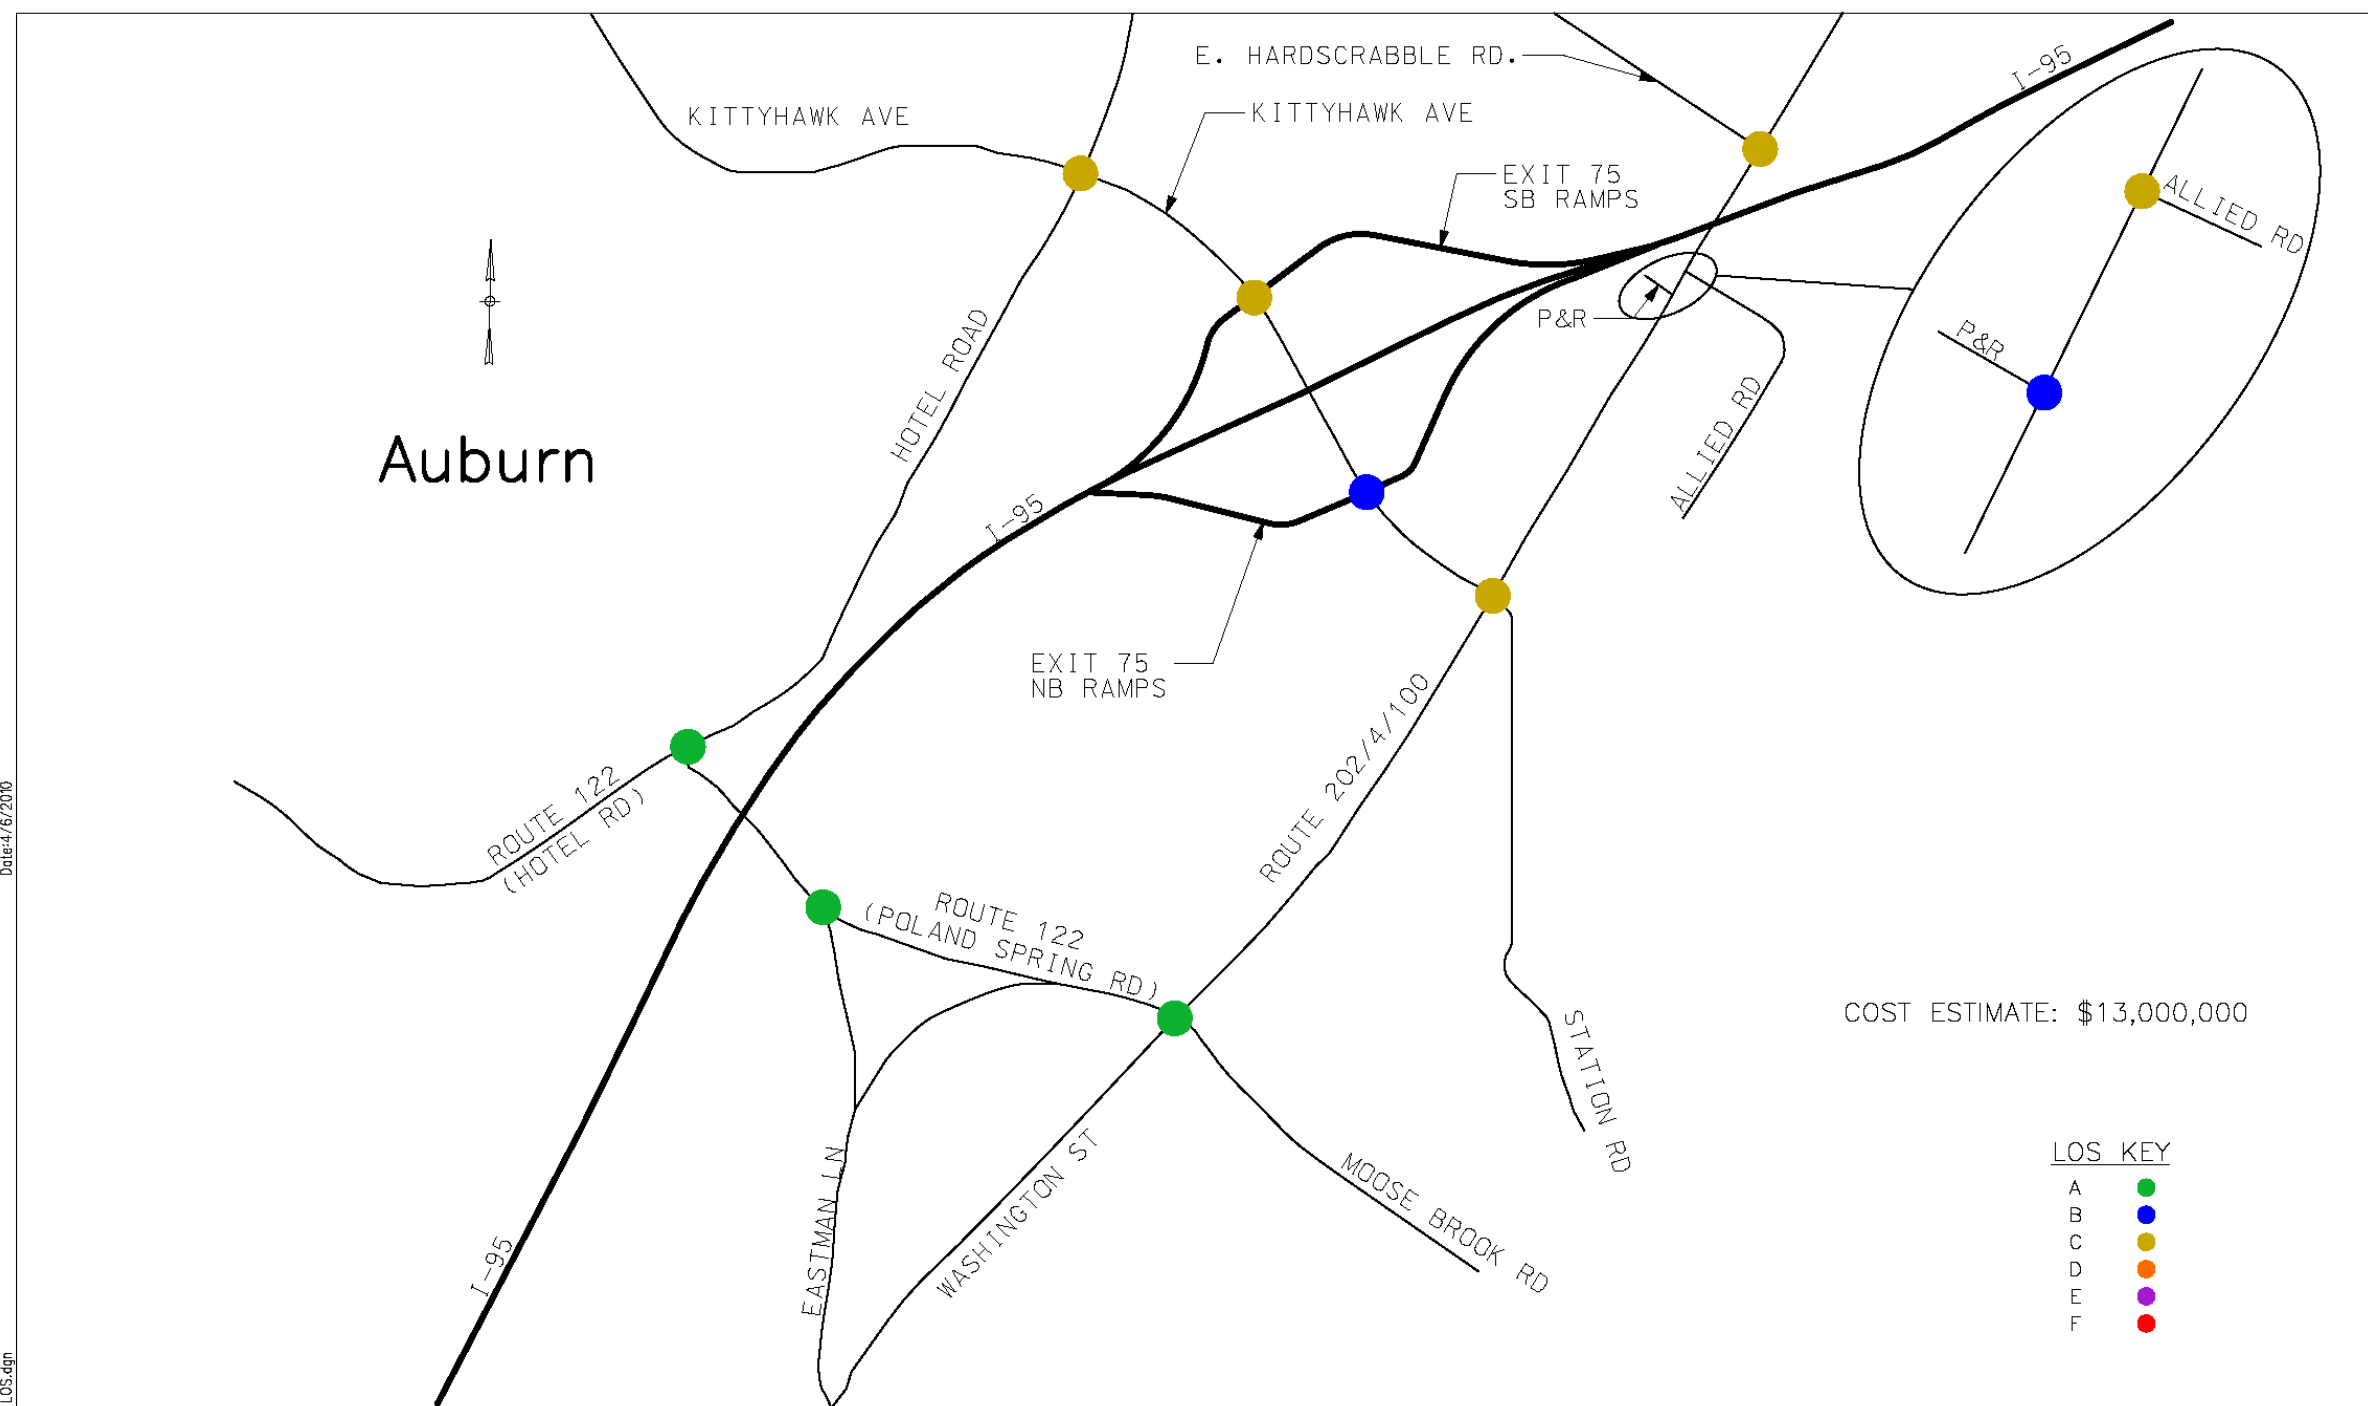 E. HARDSCRABBLE RD.
I-95
KITTYHAWK AVE
KITTYHAWK AVE
EXIT 75
SB RAMPS
ALLIED RD
P&R
P&R
HOTEL ROAD
ALLIED RD
Auburn
I-95
EXIT 75
NB RAMPS
ROUTE 202/4/100
ROUTE 122
(HOTEL RD)
Date:4/6/2010
ROUTE 122
(POLAND SPRING RD)
COST ESTIMATE: $13,000,000
STATION RD
EASTMAN LN
WASHINGTON ST
MOOSE BROOK RD
I-95
LOS KEY
A
B
C
D
E
F
LOS.dgn